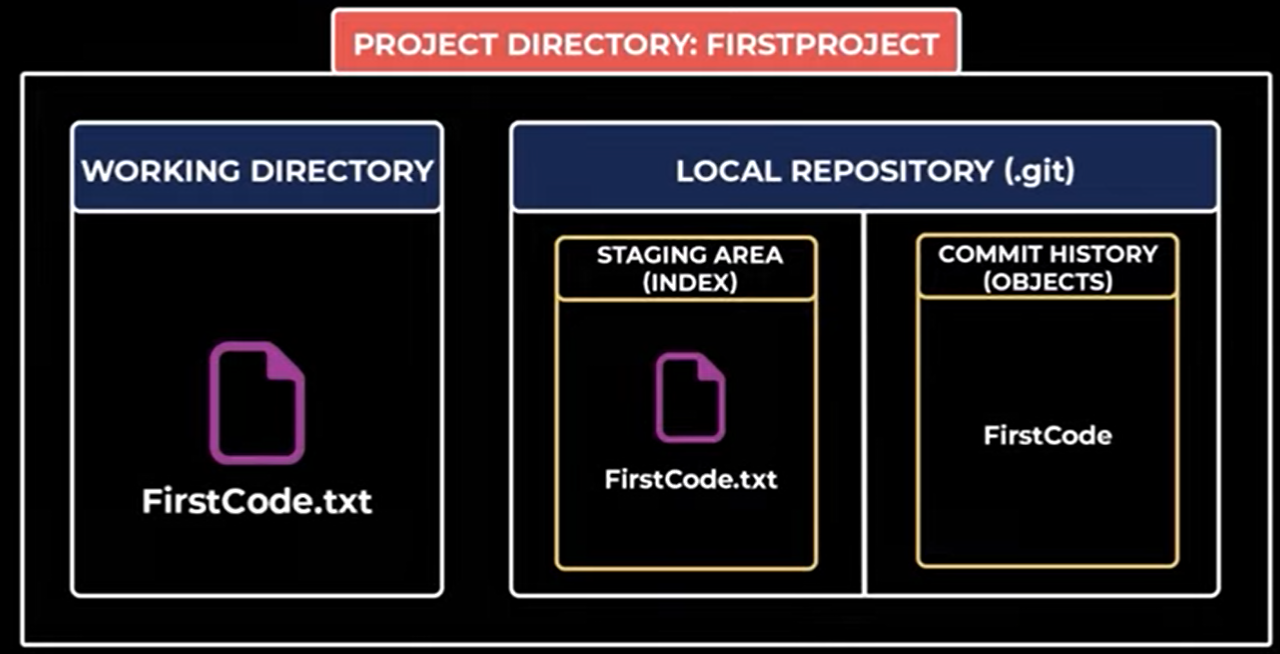 PROJECT DIRECTORY: FIRSTPROJECT
WORKING DIRECTORY
FirstCode.txt
LOCAL REPOSITORY (.git)
STAGING AREA
(INDEX)
FirstCode.txt
COMMIT HISTORY
(OBJECTS)
FirstCode